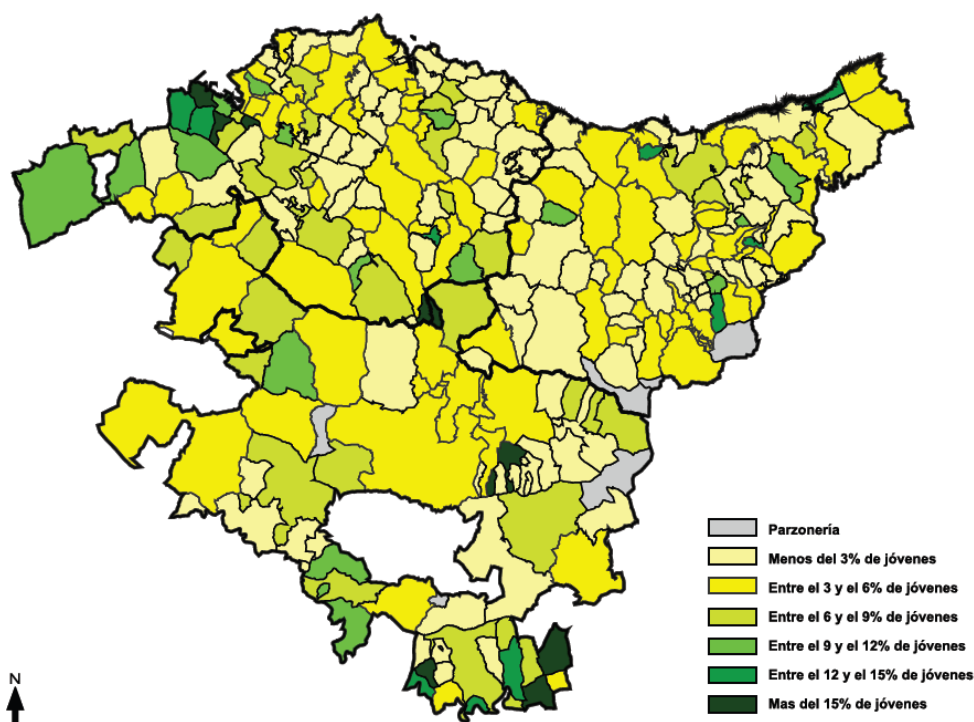 Parzonería
Menos del 3% de jóvenes
Entre el 3 y el 6% de jóvenes
Entre el 6 y el 9% de jóvenes
Entre el 9 y el 12% de jóvenes
Entre el 12 y el 15% de jóvenes
Mas del 15% de jóvenes
N